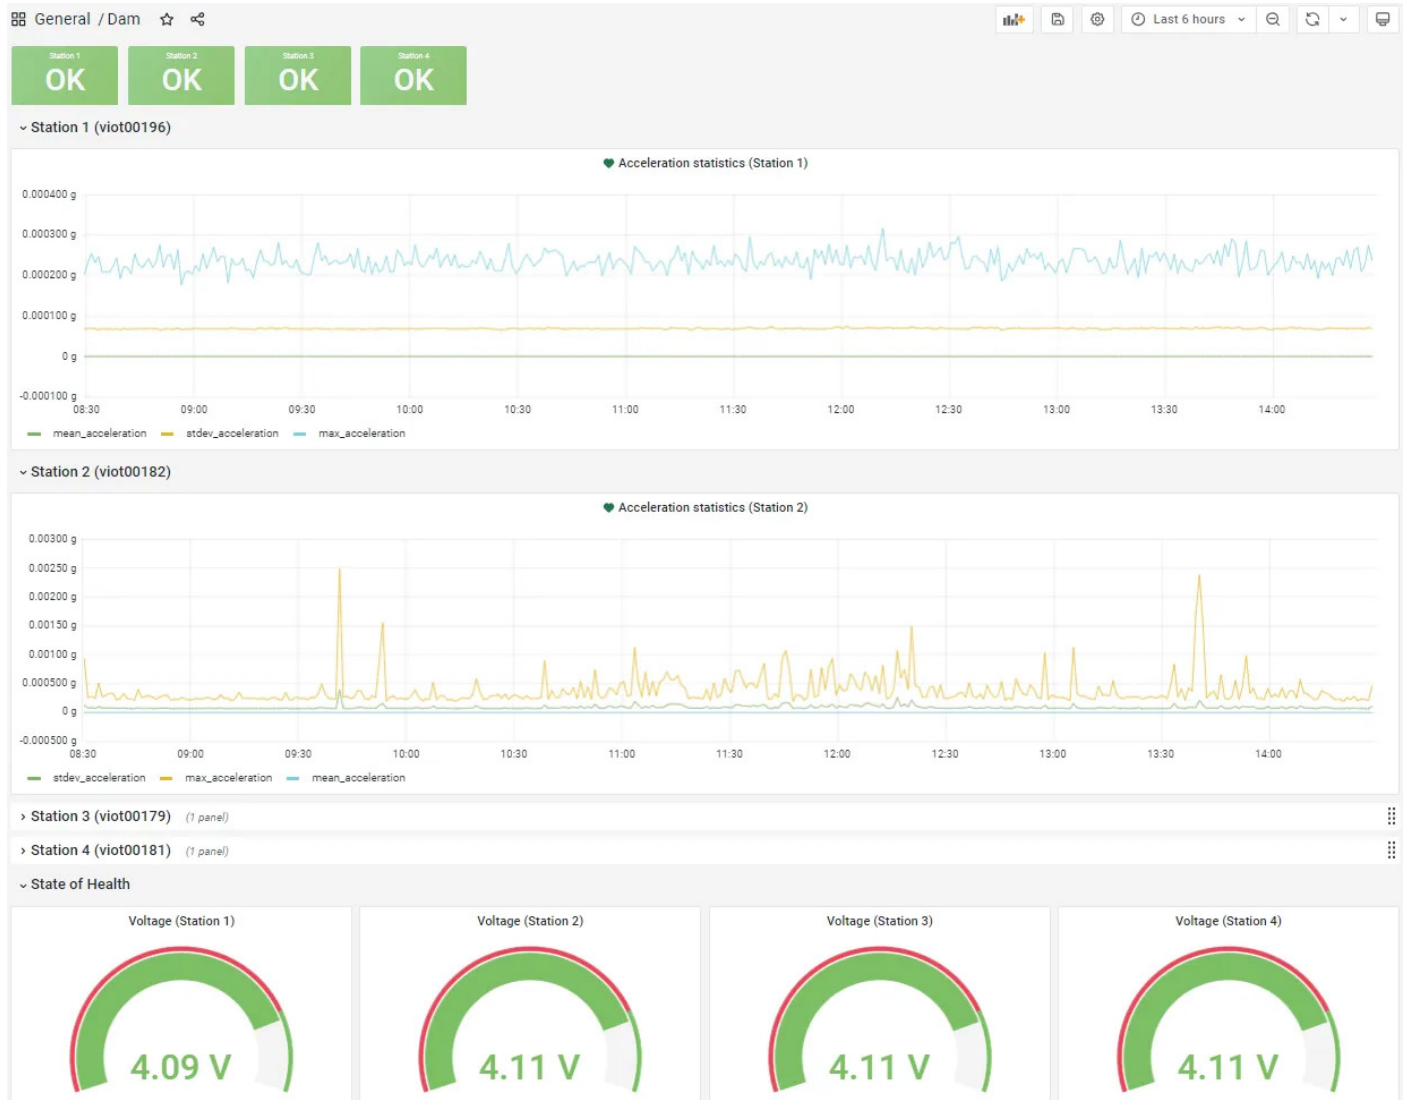 General / Dam
Last 6 hours
Station 1 Station 2 Station 3 Station 4
OK OK OK OK
Station 1 (viot00196)
Acceleration statistics (Station 1)
0.000400 g
0.000300 g
0.000200 g
0.000100 g
0 g
-0.000100 g
08:30 09:00 09:30 10:00 10:30 11:00 11:30 12:00 12:30 13:00 13:30 14:00
mean_acceleration stdev_acceleration max_acceleration
Station 2 (viot00182)
Acceleration statistics (Station 2)
0.00300 g
0.00250 g
0.00200 g
0.00150 g
0.00100 g
0.000500 g
0 g
-0.000500 g
08:30 09:00 09:30 10:00 10:30 11:00 11:30 12:00 12:30 13:00 13:30 14:00
stdev_acceleration max_acceleration mean_acceleration
Station 3 (viot00179) (1 panel)
Station 4 (viot00181) (1 panel)
State of Health
Voltage (Station 1) Voltage (Station 2) Voltage (Station 3) Voltage (Station 4)
4.09 V 4.11 V 4.11 V 4.11 V